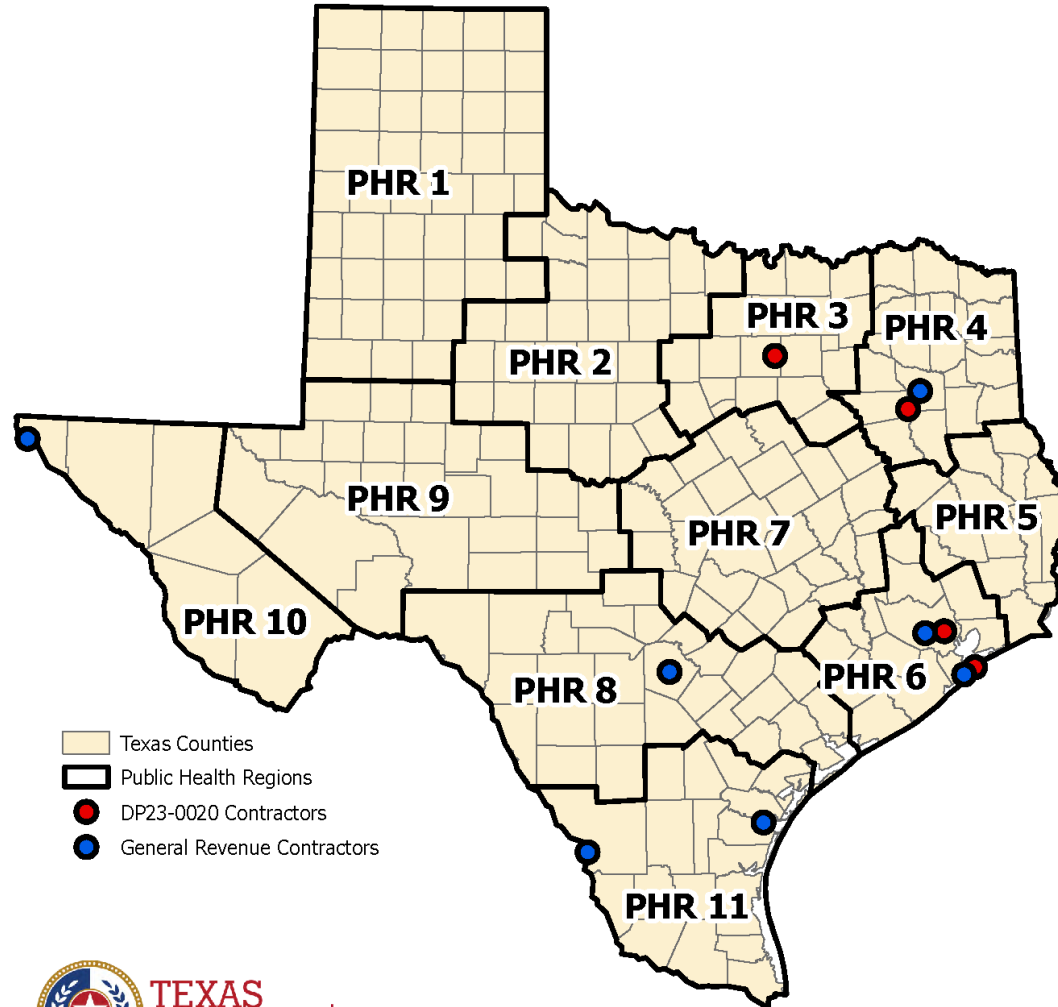 PHR 1
PHR 3
PHR 4
PHR 2
PHR 9
PHR 5
PHR 7
PHR 10
PHR 6
PHR 8
Texas Counties
Public Health Regions
DP23-0020 Contractors
General Revenue Contractors
PHR 11
TEXAS